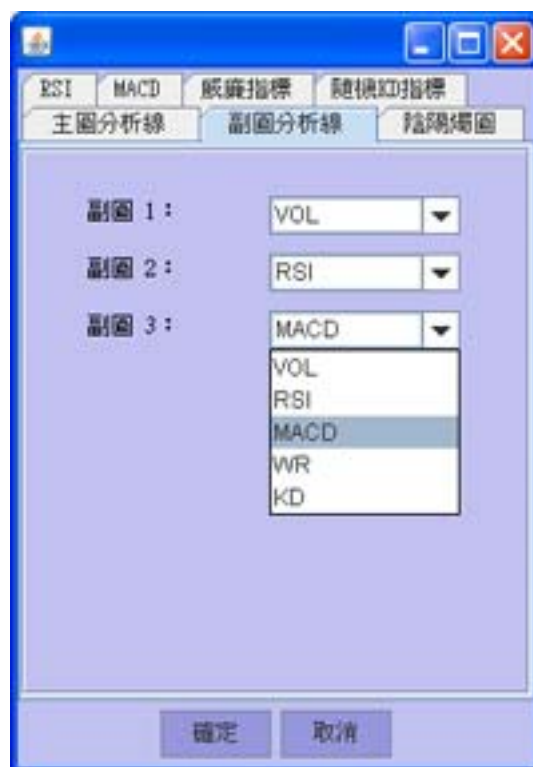 RSI MACD 威廉指標 隨機KD指標
主圖分析線 副圖分析線 陰陽燭圖
副圖 1： VOL
副圖 2： RSI
副圖 3： MACD
VOL
RSI
MACD
WR
KD
確定 取消